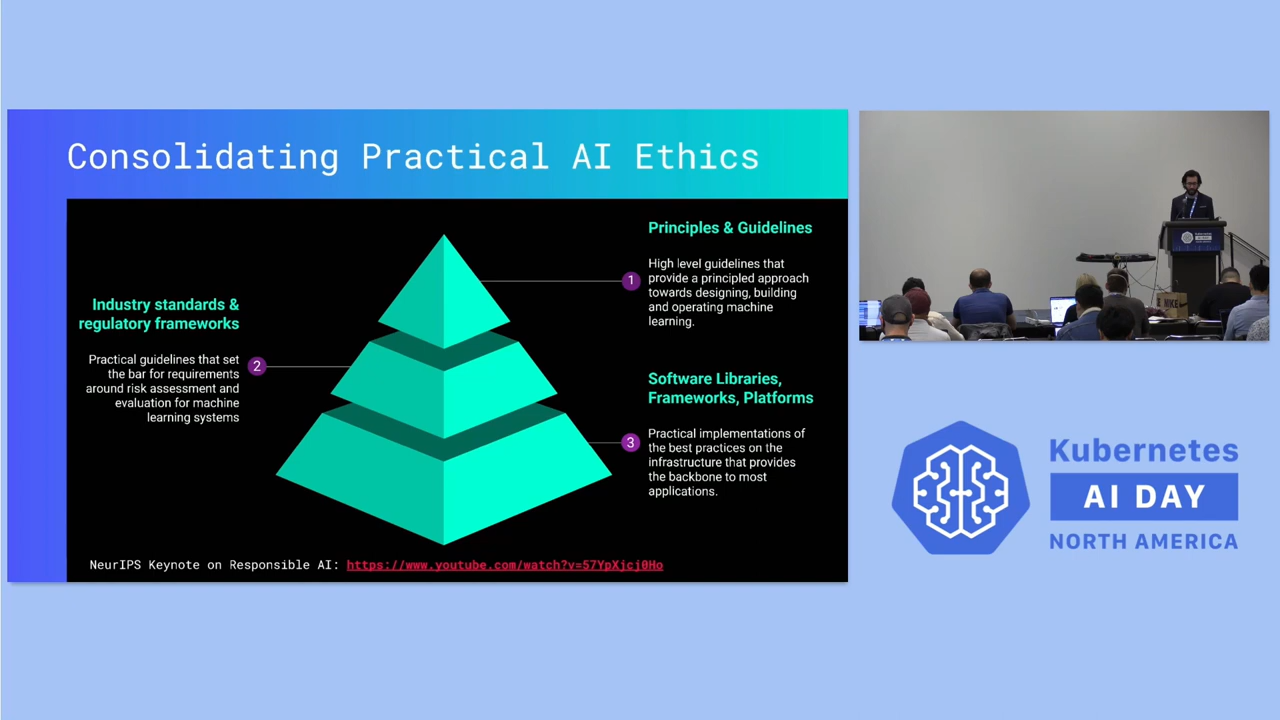 Consolidating Practical AI Ethics
Principles & Guidelines
1
High level guidelines that
provide a principled approach
towards designing, building
and operating machine
learning.
Industry standards &
regulatory frameworks
2
Practical guidelines that set
the bar for requirements
around risk assessment and
evaluation for machine
learning systems
Software Libraries,
Frameworks, Platforms
3
Practical implementations of
the best practices on the
infrastructure that provides
the backbone to most
applications.
NeurIPS Keynote on Responsible AI: https://www.youtube.com/watch?v=57YpXjcj0Ho
Kubernetes
AI DAY
NIKE
Kubernetes
AI DAY
NORTH AMERICA